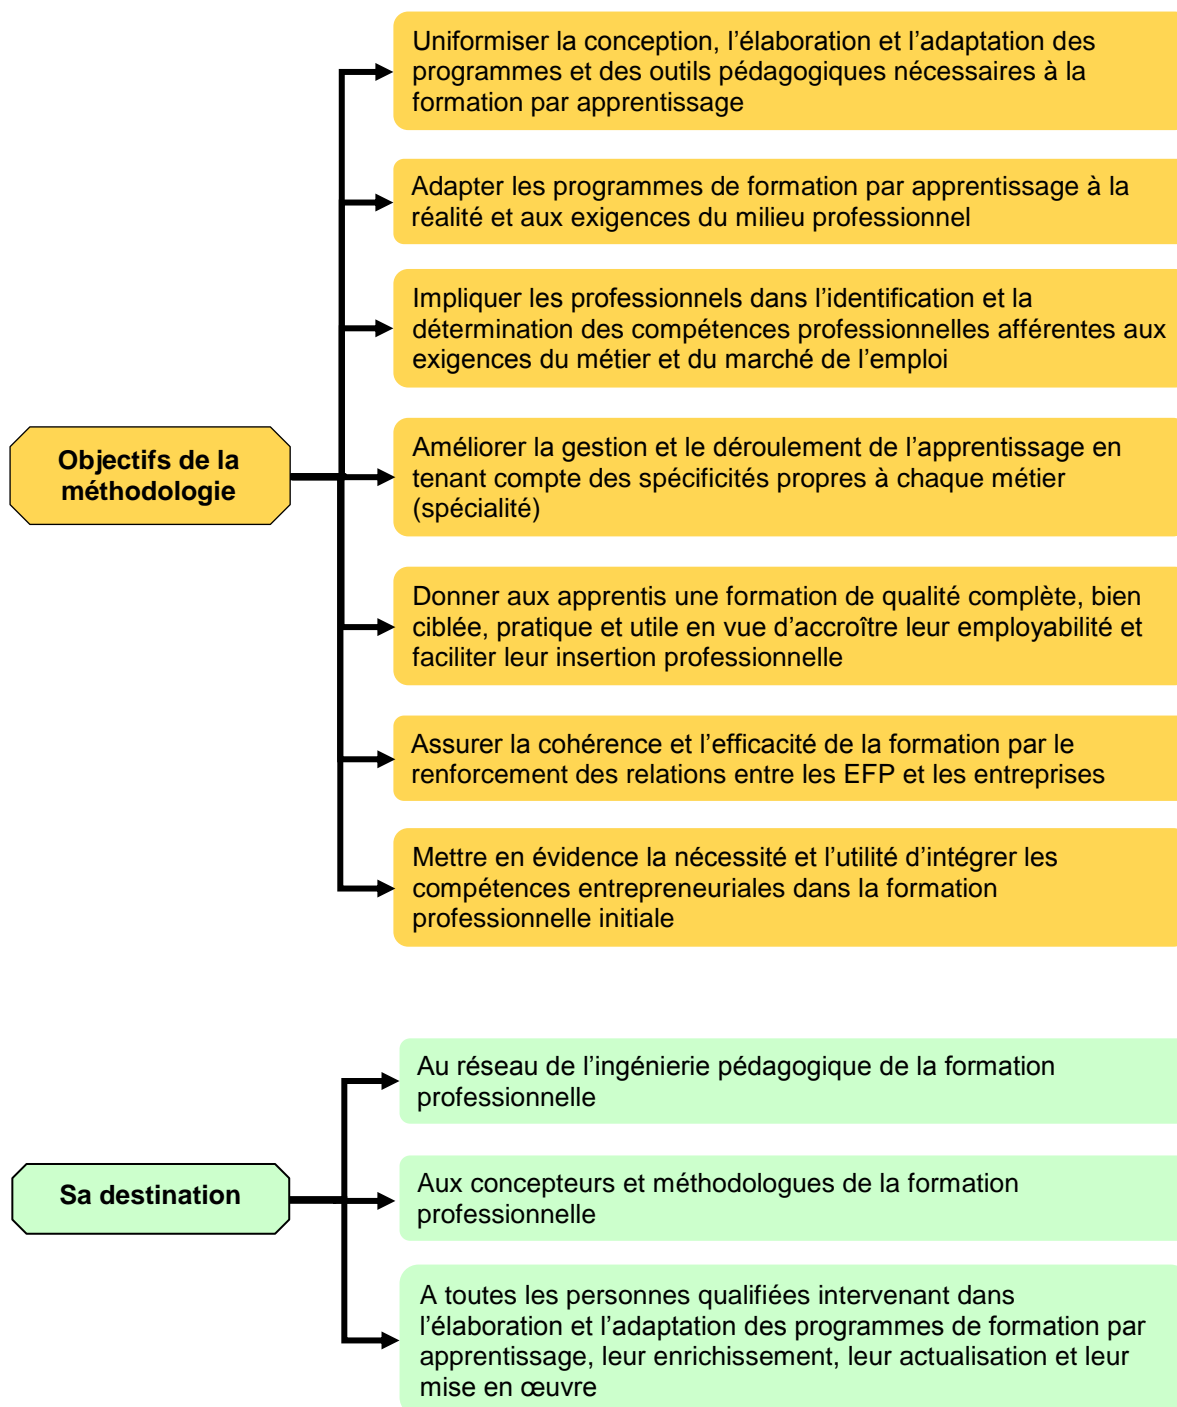 Uniformiser la conception, l’élaboration et l’adaptation des
programmes et des outils pédagogiques nécessaires à la
formation par apprentissage
Adapter les programmes de formation par apprentissage à la
réalité et aux exigences du milieu professionnel
Impliquer les professionnels dans l’identification et la
détermination des compétences professionnelles afférentes aux
exigences du métier et du marché de l’emploi
Objectifs de la
méthodologie
Améliorer la gestion et le déroulement de l’apprentissage en
tenant compte des spécificités propres à chaque métier
(spécialité)
Donner aux apprentis une formation de qualité complète, bien
ciblée, pratique et utile en vue d’accroître leur employabilité et
faciliter leur insertion professionnelle
Assurer la cohérence et l’efficacité de la formation par le
renforcement des relations entre les EFP et les entreprises
Mettre en évidence la nécessité et l’utilité d’intégrer les
compétences entrepreneuriales dans la formation
professionnelle initiale
Au réseau de l’ingénierie pédagogique de la formation
professionnelle
Sa destination
Aux concepteurs et méthodologues de la formation
professionnelle
A toutes les personnes qualifiées intervenant dans
l’élaboration et l’adaptation des programmes de formation par
apprentissage, leur enrichissement, leur actualisation et leur
mise en œuvre